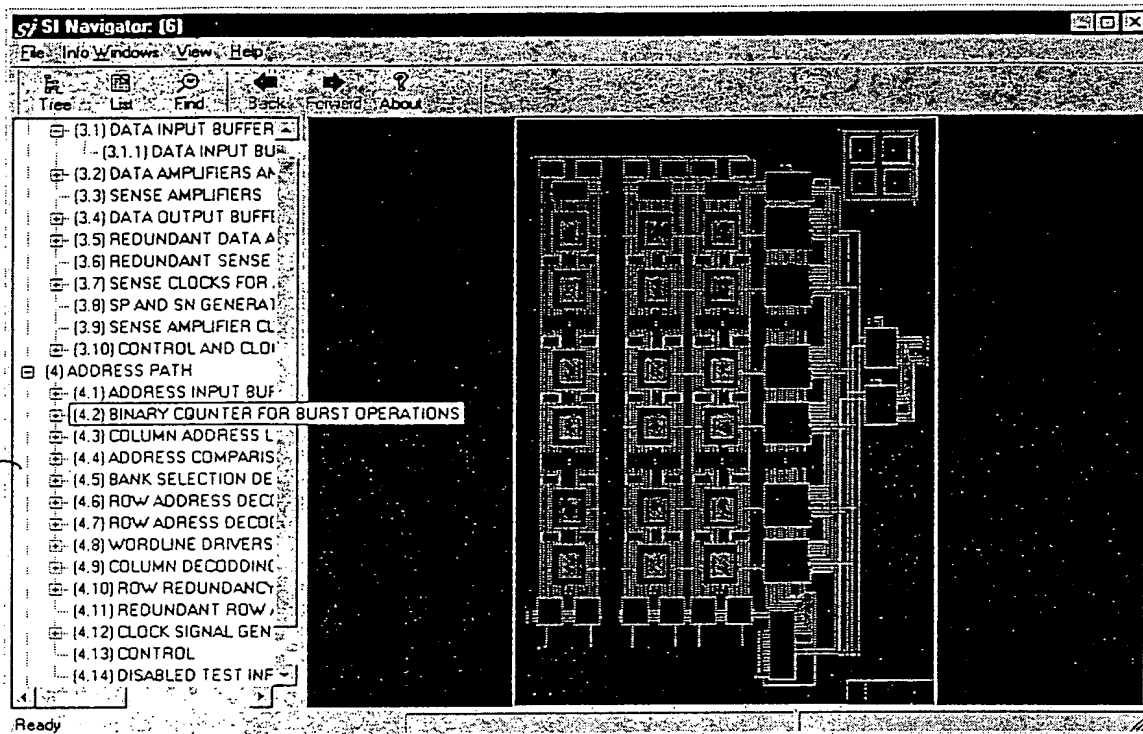 Si SI Navigator: (6)
File Info Windows View Help
Tree List Find Back Forward About
(3.1) DATA INPUT BUFFER
(3.1.1) DATA INPUT BU
(3.2) DATA AMPLIFIERS AN
(3.3) SENSE AMPLIFIERS
(3.4) DATA OUTPUT BUFFE
(3.5) REDUNDANT DATA A
(3.6) REDUNDANT SENSE
(3.7) SENSE CLOCKS FOR
(3.8) SP AND SN GENERAT
(3.9) SENSE AMPLIFIER CL
(3.10) CONTROL AND CLO
(4) ADDRESS PATH
(4.1) ADDRESS INPUT BUF
(4.2) BINARY COUNTER FOR BURST OPERATIONS
(4.3) COLUMN ADDRESS L
(4.4) ADDRESS COMPARIS
(4.5) BANK SELECTION DE
(4.6) ROW ADDRESS DEC
(4.7) ROW ADRESS DECO
(4.8) WORDLINE DRIVERS
(4.9) COLUMN DECODDING
(4.10) ROW REDUNDANCY
(4.11) REDUNDANT ROW
(4.12) CLOCK SIGNAL GEN
(4.13) CONTROL
(4.14) DISABLED TEST INF
Ready